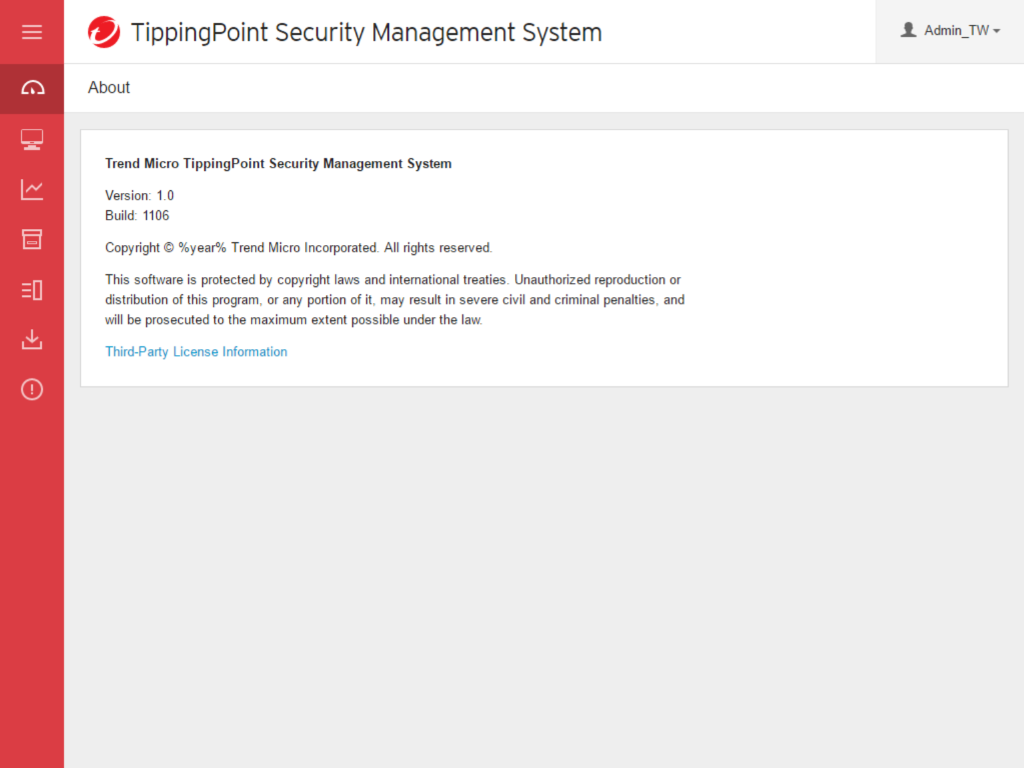 TippingPoint Security Management System
Admin_TW
About
Trend Micro TippingPoint Security Management System
Version: 1.0
Build: 1106
Copyright © %year% Trend Micro Incorporated. All rights reserved.
This software is protected by copyright laws and international treaties. Unauthorized reproduction or
distribution of this program, or any portion of it, may result in severe civil and criminal penalties, and
will be prosecuted to the maximum extent possible under the law.
Third-Party License Information